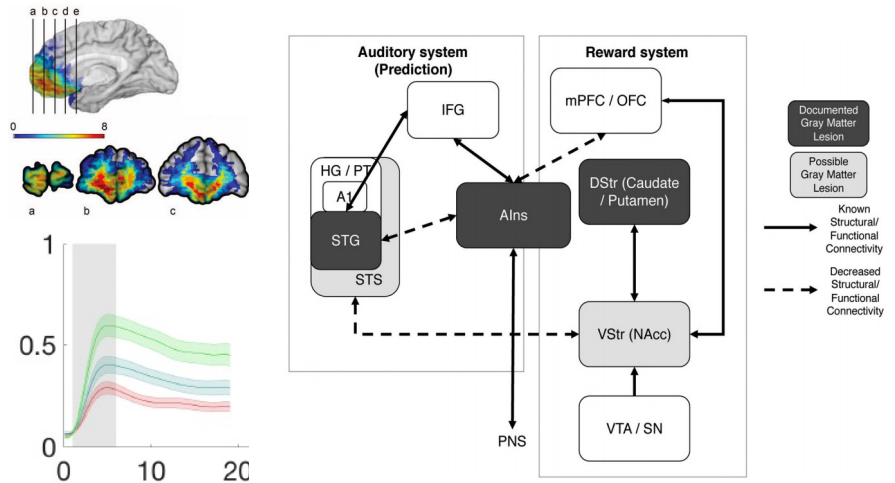 a b c d e
0
8
a
b
c
1
0.5
0
0
10
20
Auditory system
(Prediction)
Reward system
IFG
mPFC / OFC
HG / PT
A1
STG
STS
AIns
DStr (Caudate
/ Putamen)
VStr (NAcc)
VTA / SN
PNS
Documented
Gray Matter
Lesion
Possible
Gray Matter
Lesion
Known
Structural/
Functional
Connectivity
Decreased
Structural/
Functional
Connectivity